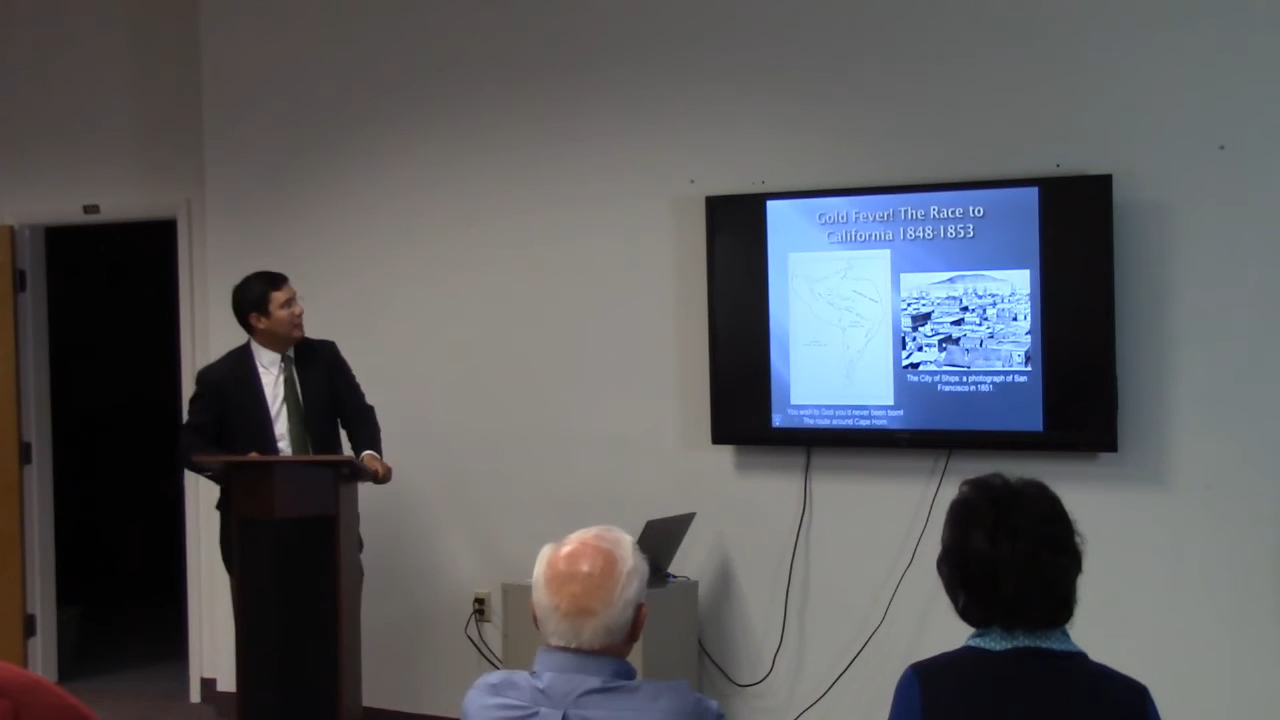 Gold Fever! The Race to
California 1848-1853
The City of Ships: a photograph of San
Francisco in 1851.
You wish to God you'd never been born!
The route around Cape Horn